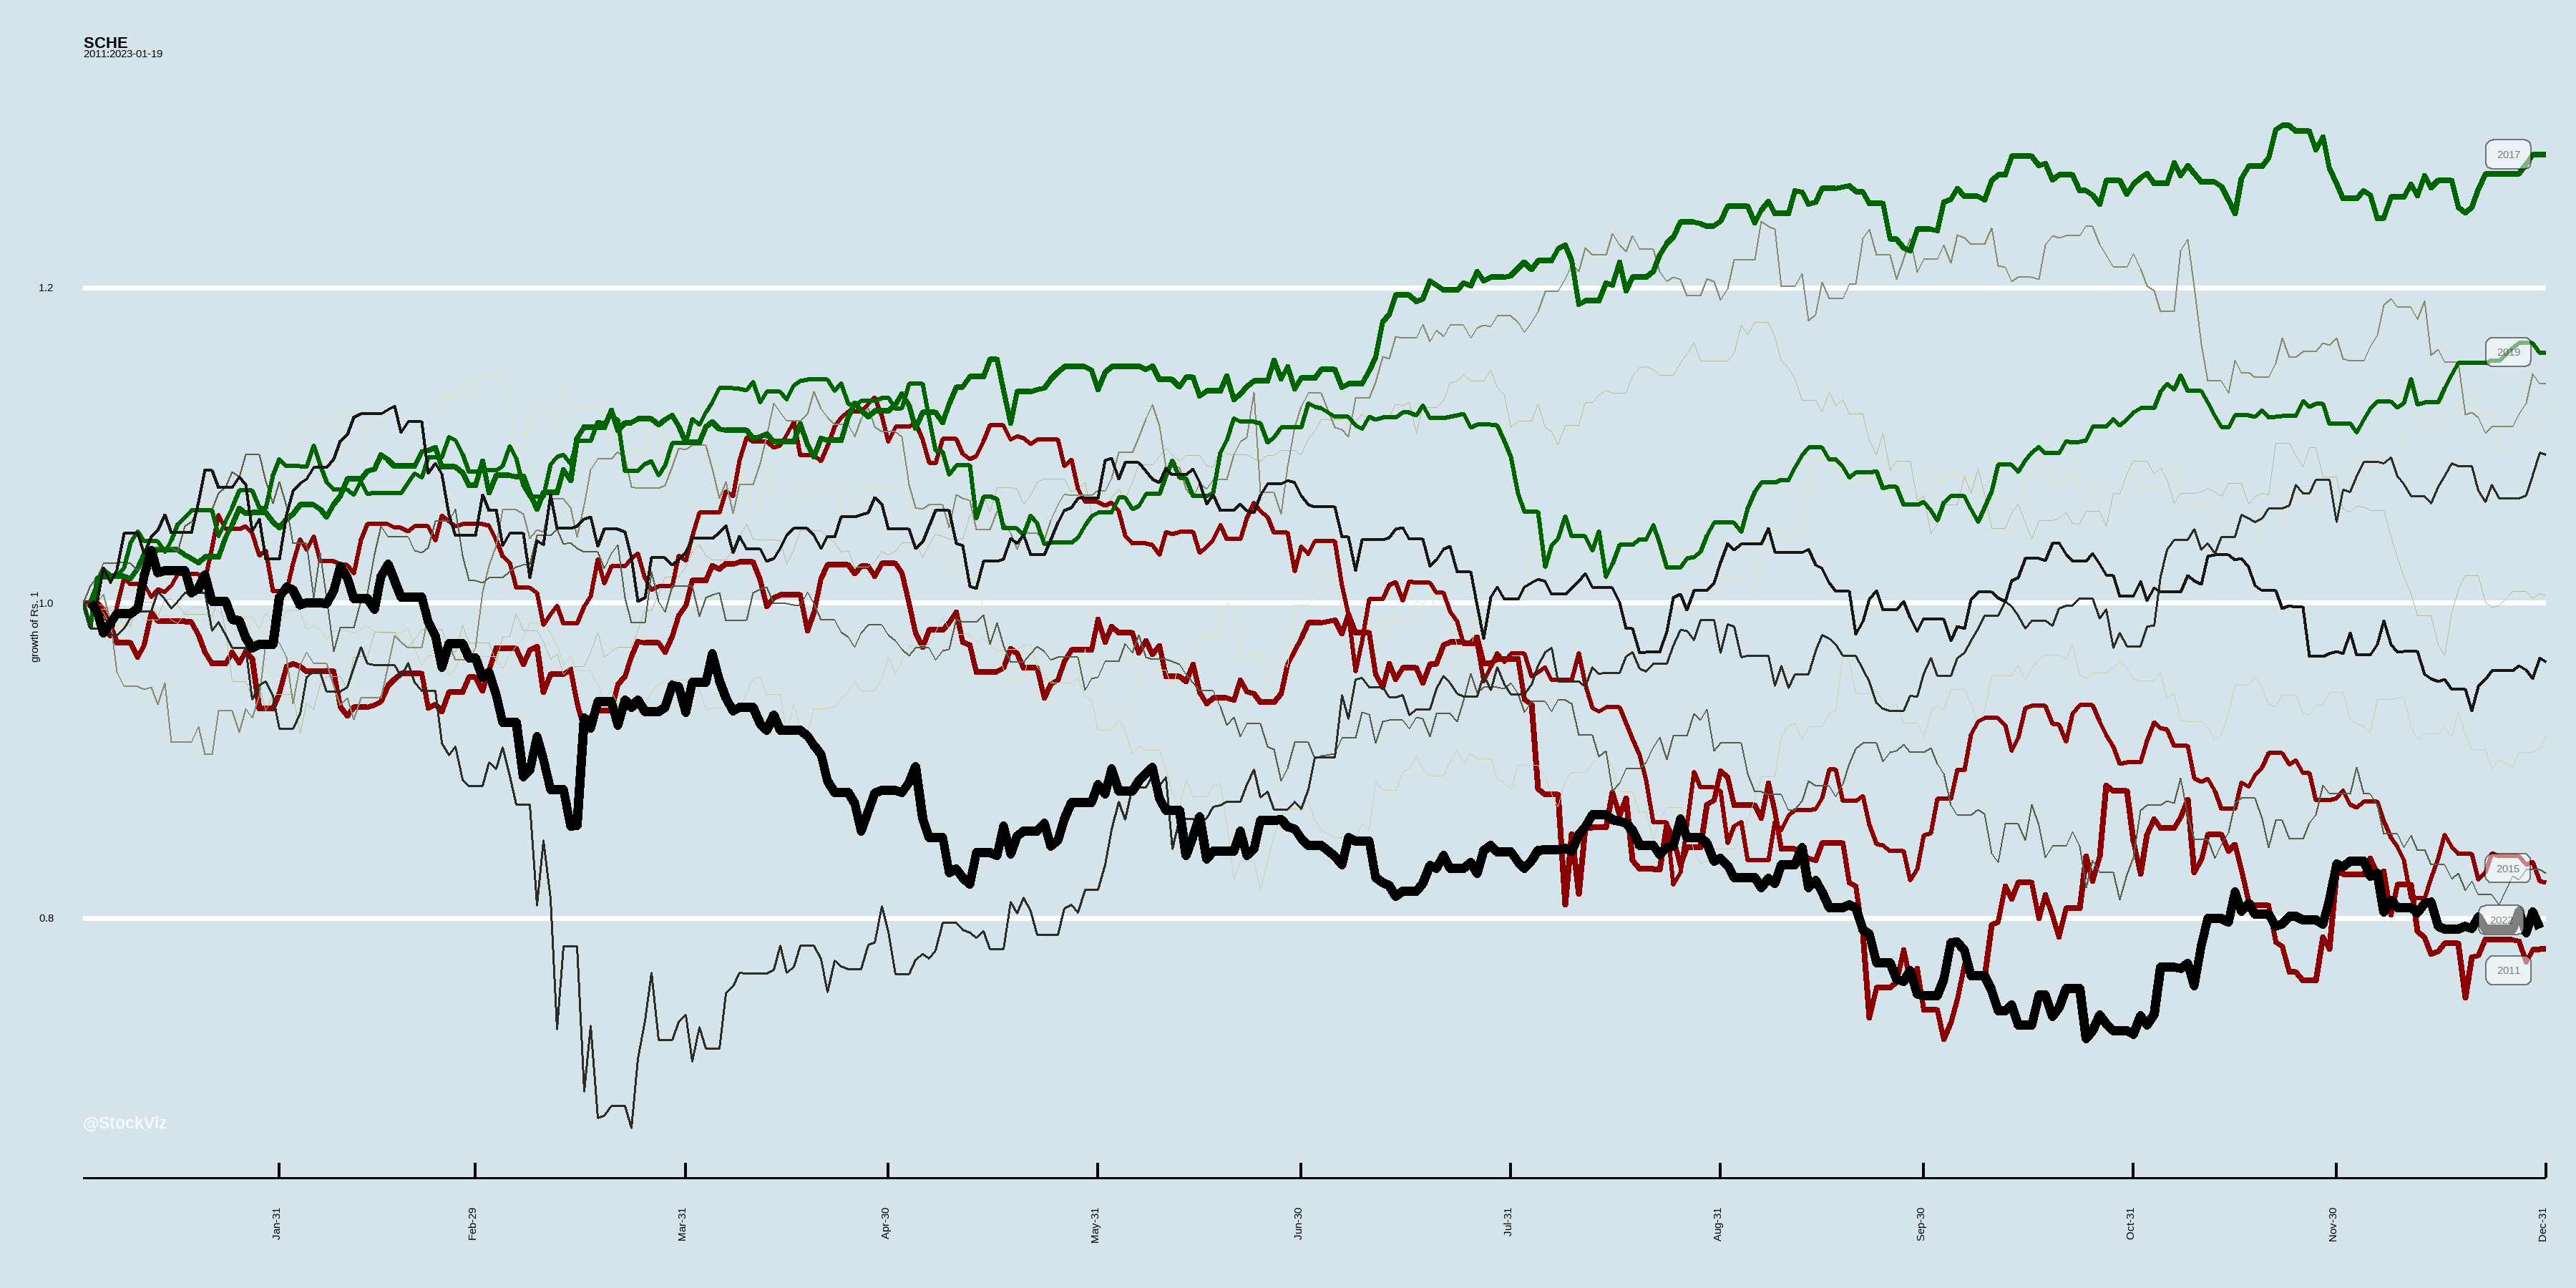 SCHE
2011:2023-01-19
2017
1.2
2019
growth of Rs. 1
1.0
2015
0.8
2022
2011
@StockViz
Jan-31
Feb-29
Mar-31
Apr-30
May-31
Jun-30
Jul-31
Aug-31
Sep-30
Oct-31
Nov-30
Dec-31